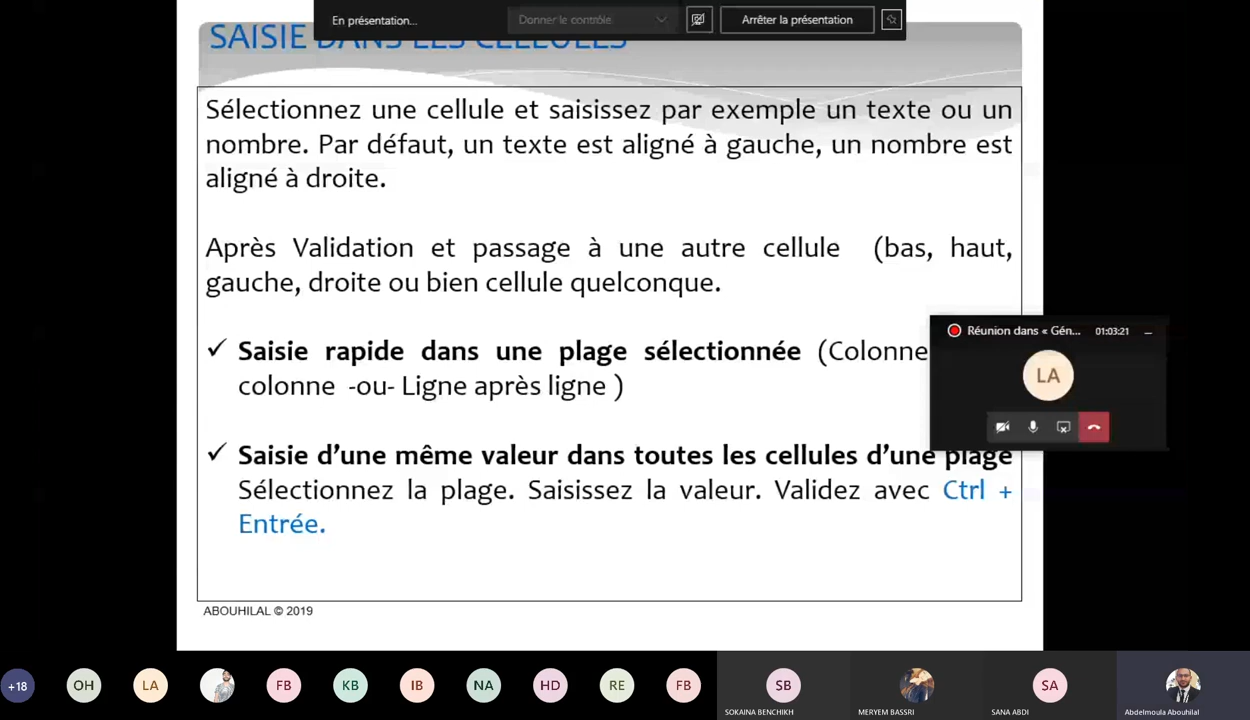 En présentation...
Donner le contrôle
Arrêter la présentation
SAISIE DANS LES CELLULES
Sélectionnez une cellule et saisissez par exemple un texte ou un
nombre. Par défaut, un texte est aligné à gauche, un nombre est
aligné à droite.
Après Validation et passage à une autre cellule (bas, haut,
gauche, droite ou bien cellule quelconque.
✓ Saisie rapide dans une plage sélectionnée (Colonne
colonne -ou- Ligne après ligne )
Réunion dans « Gén...
01:03:21
LA
✓ Saisie d’une même valeur dans toutes les cellules d’une plage
Sélectionnez la plage. Saisissez la valeur. Validez avec Ctrl +
Entrée.
ABOUHILAL © 2019
+18
OH
LA
FB
KB
IB
NA
HD
RE
FB
SB
SOKAINA BENCHIKH
MERYEM BASSRI
SA
SANA ABDI
Abdelmoula Abouhilal